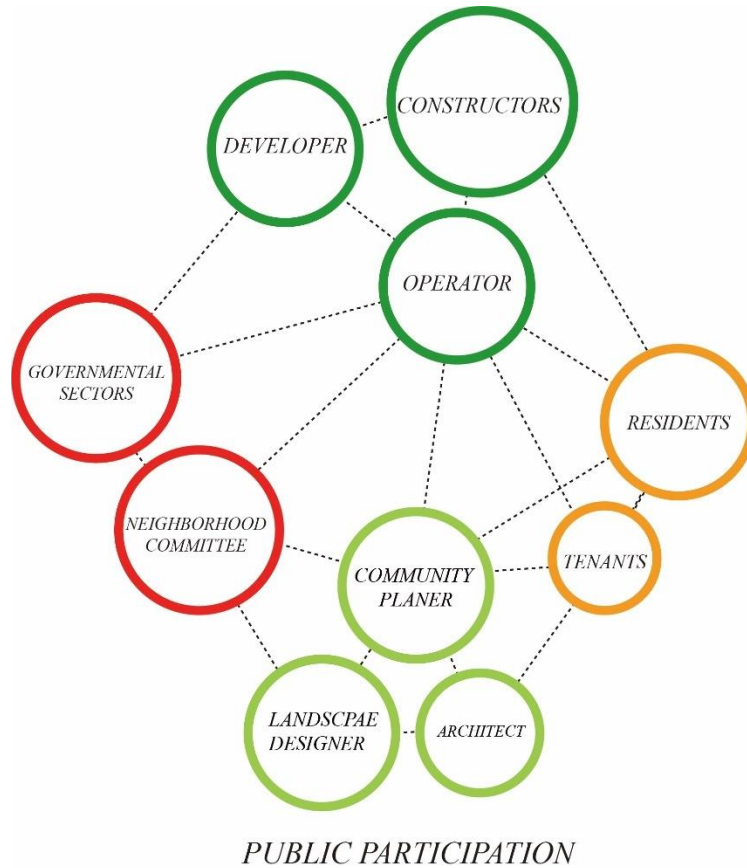 CONSTRUCTORS
DEVELOPER
OPERATOR
GOVERNMENTAL
SECTORS
RESIDENTS
NEIGHBORHOOD
COMMITTEE
TENANTS
COMMUNITY
PLANER
LANDSCPAE
DESIGNER
ARCHITECT
PUBLIC PARTICIPATION